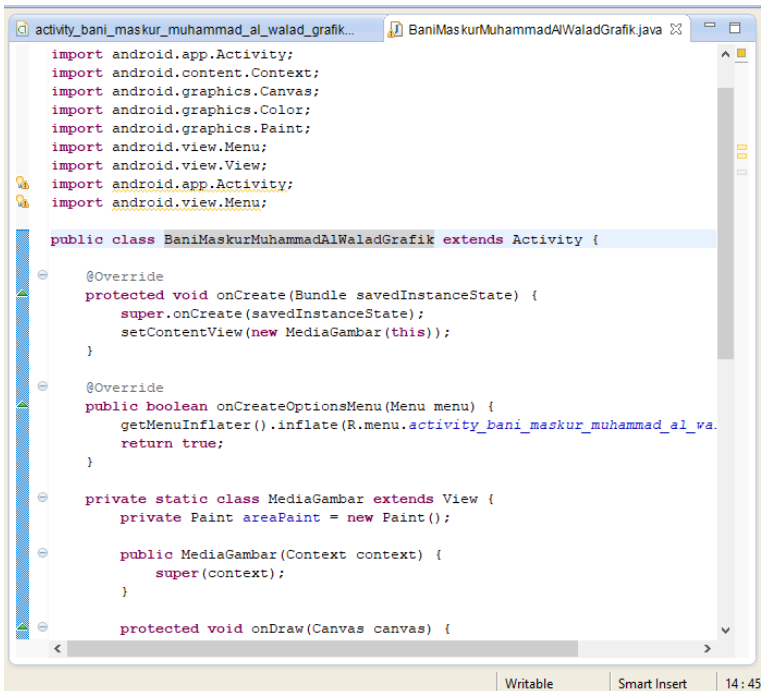 activity_bani_maskur_muhammad_al_walad_grafik...
BaniMaskurMuhammadAlWaladGrafik.java
import android.app.Activity;
import android.content.Context;
import android.graphics.Canvas;
import android.graphics.Color;
import android.graphics.Paint;
import android.view.Menu;
import android.view.View;
import android.app.Activity;
import android.view.Menu;
public class BaniMaskurMuhammadAlWaladGrafik extends Activity {
@Override
protected void onCreate(Bundle savedInstanceState) {
super.onCreate(savedInstanceState);
setContentView(new MediaGambar(this));
}
@Override
public boolean onCreateOptionsMenu(Menu menu) {
getMenuInflater().inflate(R.menu.activity_bani_maskur_muhammad_al_wa
return true;
}
private static class MediaGambar extends View {
private Paint areaPaint = new Paint();
public MediaGambar(Context context) {
super(context);
}
protected void onDraw(Canvas canvas) {
Writable
Smart Insert
14:45